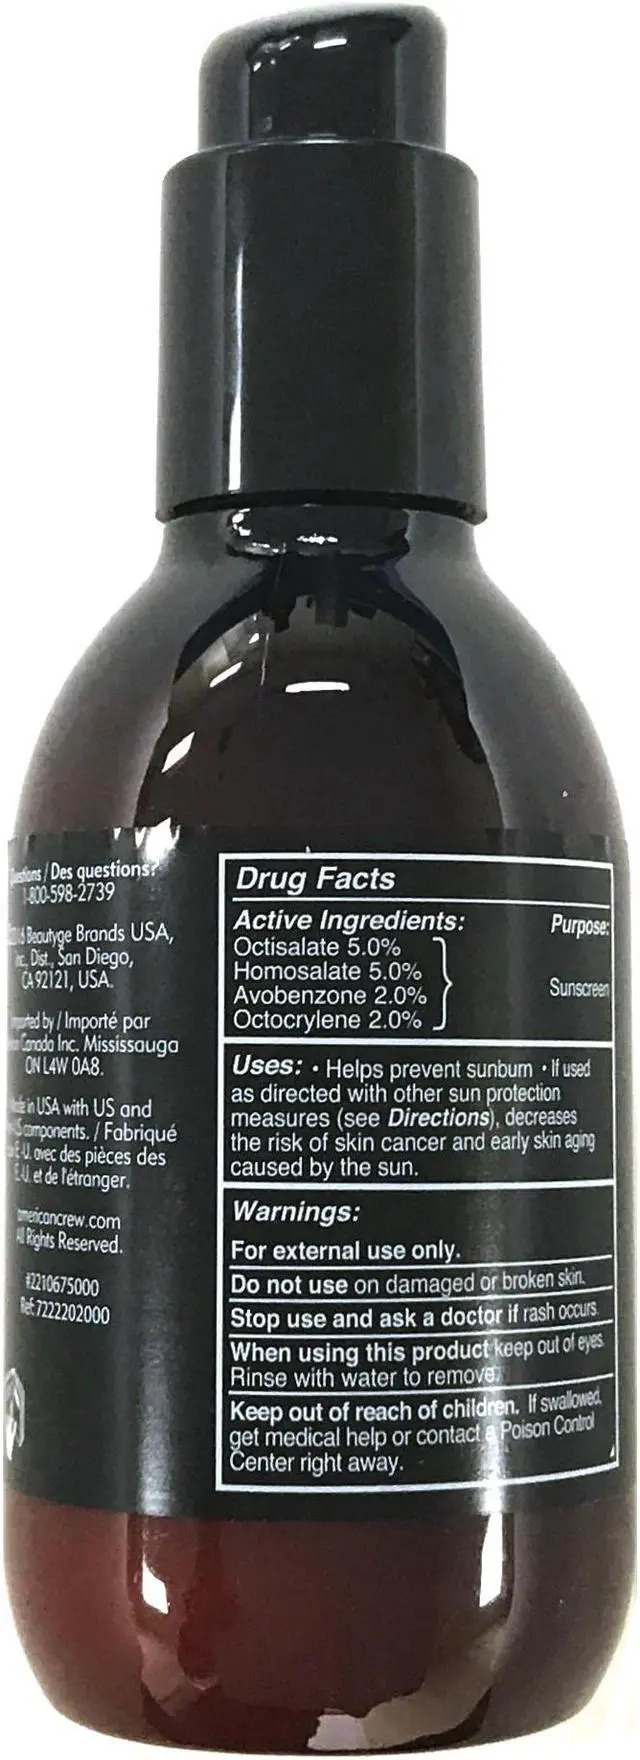 / Des questions?
1-800-598-2739
Beautyge Brands USA,
Dist., San Diego,
CA 92121, USA.
by / Importé par
Canada Inc. Mississauga
ON L4W 0A8.
in USA with US and
components. / Fabriqué
avec des pièces des
et de l'étranger.
americancrew.com
All Rights Reserved.
#2210675000
Ref: 7222202000
Drug Facts
Active Ingredients: Purpose:
Octisalate 5.0%
Homosalate 5.0%
Avobenzone 2.0%
Octocrylene 2.0%
Sunscreen
Uses: • Helps prevent sunburn • If used
as directed with other sun protection
measures (see Directions), decreases
the risk of skin cancer and early skin aging
caused by the sun.
Warnings:
For external use only.
Do not use on damaged or broken skin.
Stop use and ask a doctor if rash occurs.
When using this product keep out of eyes.
Rinse with water to remove.
Keep out of reach of children. If swallowed,
get medical help or contact a Poison Control
Center right away.